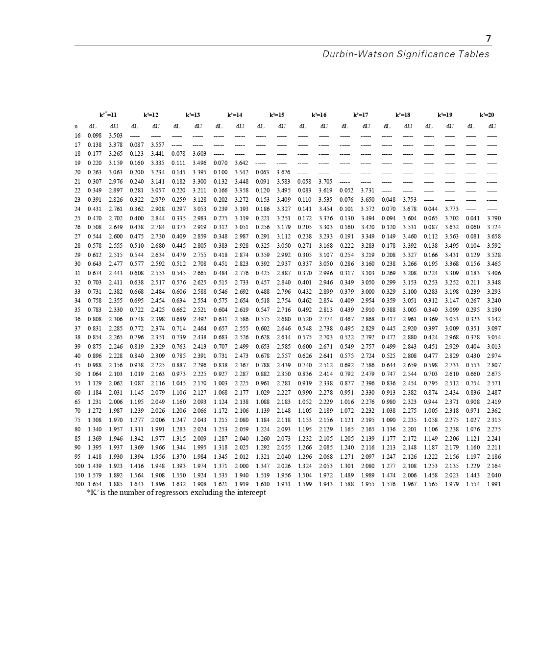 7
Durbin-Watson Significance Tables
k'*=11 k'=12 k'=13 k'=14 k'=15 k'=16 k'=17 k'=18 k'=19 k'=20
n dL dU dL dU dL dU dL dU dL dU dL dU dL dU dL dU dL dU dL dU
16 0.098 3.503 ----- ----- ----- ----- ----- ----- ----- ----- ----- ----- ----- ----- ----- ----- ----- ----- ----- -----
17 0.138 3.378 0.087 3.557 ----- ----- ----- ----- ----- ----- ----- ----- ----- ----- ----- ----- ----- ----- ----- -----
18 0.177 3.265 0.123 3.441 0.078 3.603 ----- ----- ----- ----- ----- ----- ----- ----- ----- ----- ----- ----- ----- -----
19 0.220 3.159 0.160 3.335 0.111 3.496 0.070 3.642 ----- ----- ----- ----- ----- ----- ----- ----- ----- ----- ----- -----
20 0.263 3.063 0.200 3.234 0.145 3.395 0.100 3.542 0.063 3.676 ----- ----- ----- ----- ----- ----- ----- ----- ----- -----
21 0.307 2.976 0.240 3.141 0.182 3.300 0.132 3.448 0.091 3.583 0.058 3.705 ----- ----- ----- ----- ----- ----- ----- -----
22 0.349 2.897 0.281 3.057 0.220 3.211 0.166 3.358 0.120 3.495 0.083 3.619 0.052 3.731 ----- ----- ----- ----- ----- -----
23 0.391 2.826 0.322 2.979 0.259 3.128 0.202 3.272 0.153 3.409 0.110 3.535 0.076 3.650 0.048 3.753 ----- ----- ----- -----
24 0.431 2.761 0.362 2.908 0.297 3.053 0.239 3.193 0.186 3.327 0.141 3.454 0.101 3.572 0.070 3.678 0.044 3.773 ----- -----
25 0.470 2.702 0.400 2.844 0.335 2.983 0.275 3.119 0.221 3.251 0.172 3.376 0.130 3.494 0.094 3.604 0.065 3.702 0.041 3.790
26 0.508 2.649 0.438 2.784 0.373 2.919 0.312 3.051 0.256 3.179 0.205 3.303 0.160 3.420 0.120 3.531 0.087 3.632 0.060 3.724
27 0.544 2.600 0.475 2.730 0.409 2.859 0.348 2.987 0.291 3.112 0.238 3.233 0.191 3.349 0.149 3.460 0.112 3.563 0.081 3.658
28 0.578 2.555 0.510 2.680 0.445 2.805 0.383 2.928 0.325 3.050 0.271 3.168 0.222 3.283 0.178 3.392 0.138 3.495 0.104 3.592
29 0.612 2.515 0.544 2.634 0.479 2.755 0.418 2.874 0.359 2.992 0.305 3.107 0.254 3.219 0.208 3.327 0.166 3.431 0.129 3.528
30 0.643 2.477 0.577 2.592 0.512 2.708 0.451 2.823 0.392 2.937 0.337 3.050 0.286 3.160 0.238 3.266 0.195 3.368 0.156 3.465
31 0.674 2.443 0.608 2.553 0.545 2.665 0.484 2.776 0.425 2.887 0.370 2.996 0.317 3.103 0.269 3.208 0.224 3.309 0.183 3.406
32 0.703 2.411 0.638 2.517 0.576 2.625 0.515 2.733 0.457 2.840 0.401 2.946 0.349 3.050 0.299 3.153 0.253 3.252 0.211 3.348
33 0.731 2.382 0.668 2.484 0.606 2.588 0.546 2.692 0.488 2.796 0.432 2.899 0.379 3.000 0.329 3.100 0.283 3.198 0.239 3.293
34 0.758 2.355 0.695 2.454 0.634 2.554 0.575 2.654 0.518 2.754 0.462 2.854 0.409 2.954 0.359 3.051 0.312 3.147 0.267 3.240
35 0.783 2.330 0.722 2.425 0.662 2.521 0.604 2.619 0.547 2.716 0.492 2.813 0.439 2.910 0.388 3.005 0.340 3.099 0.295 3.190
36 0.808 2.306 0.748 2.398 0.689 2.492 0.631 2.586 0.575 2.680 0.520 2.774 0.467 2.868 0.417 2.961 0.369 3.053 0.323 3.142
37 0.831 2.285 0.772 2.374 0.714 2.464 0.657 2.555 0.602 2.646 0.548 2.738 0.495 2.829 0.445 2.920 0.397 3.009 0.351 3.097
38 0.854 2.265 0.796 2.351 0.739 2.438 0.683 2.526 0.628 2.614 0.575 2.703 0.522 2.792 0.472 2.880 0.424 2.968 0.378 3.054
39 0.875 2.246 0.819 2.329 0.763 2.413 0.707 2.499 0.653 2.585 0.600 2.671 0.549 2.757 0.499 2.843 0.451 2.929 0.404 3.013
40 0.896 2.228 0.840 2.309 0.785 2.391 0.731 2.473 0.678 2.557 0.626 2.641 0.575 2.724 0.525 2.808 0.477 2.829 0.430 2.974
45 0.988 2.156 0.938 2.225 0.887 2.296 0.838 2.367 0.788 2.439 0.740 2.512 0.692 2.586 0.644 2.659 0.598 2.733 0.553 2.807
50 1.064 2.103 1.019 2.163 0.973 2.225 0.927 2.287 0.882 2.350 0.836 2.414 0.792 2.479 0.747 2.544 0.703 2.610 0.660 2.675
55 1.129 2.062 1.087 2.116 1.045 2.170 1.003 2.225 0.961 2.281 0.919 2.338 0.877 2.396 0.836 2.454 0.795 2.512 0.754 2.571
60 1.184 2.031 1.145 2.079 1.106 2.127 1.068 2.177 1.029 2.227 0.990 2.278 0.951 2.330 0.913 2.382 0.874 2.434 0.836 2.487
65 1.231 2.006 1.195 2.049 1.160 2.093 1.124 2.138 1.088 2.183 1.052 2.229 1.016 2.276 0.980 2.323 0.944 2.371 0.908 2.419
70 1.272 1.987 1.239 2.026 1.206 2.066 1.172 2.106 1.139 2.148 1.105 2.189 1.072 2.232 1.038 2.275 1.005 2.318 0.971 2.362
75 1.308 1.970 1.277 2.006 1.247 2.043 1.215 2.080 1.184 2.118 1.153 2.156 1.121 2.195 1.090 2.235 1.058 2.275 1.027 2.315
80 1.340 1.957 1.311 1.991 1.283 2.024 1.253 2.059 1.224 2.093 1.195 2.129 1.165 2.165 1.136 2.201 1.106 2.238 1.076 2.275
85 1.369 1.946 1.342 1.977 1.315 2.009 1.287 2.040 1.260 2.073 1.232 2.105 1.205 2.139 1.177 2.172 1.149 2.206 1.121 2.241
90 1.395 1.937 1.369 1.966 1.344 1.995 1.318 2.025 1.292 2.055 1.266 2.085 1.240 2.116 1.213 2.148 1.187 2.179 1.160 2.211
95 1.418 1.930 1.394 1.956 1.370 1.984 1.345 2.012 1.321 2.040 1.296 2.068 1.271 2.097 1.247 2.126 1.222 2.156 1.197 2.186
100 1.439 1.923 1.416 1.948 1.393 1.974 1.371 2.000 1.347 2.026 1.324 2.053 1.301 2.080 1.277 2.108 1.253 2.135 1.229 2.164
150 1.579 1.892 1.564 1.908 1.550 1.924 1.535 1.940 1.519 1.956 1.504 1.972 1.489 1.989 1.474 2.006 1.458 2.023 1.443 2.040
200 1.654 1.885 1.643 1.896 1.632 1.908 1.621 1.919 1.610 1.931 1.599 1.943 1.588 1.955 1.576 1.967 1.565 1.979 1.554 1.991
*K' is the number of regressors excluding the intercept